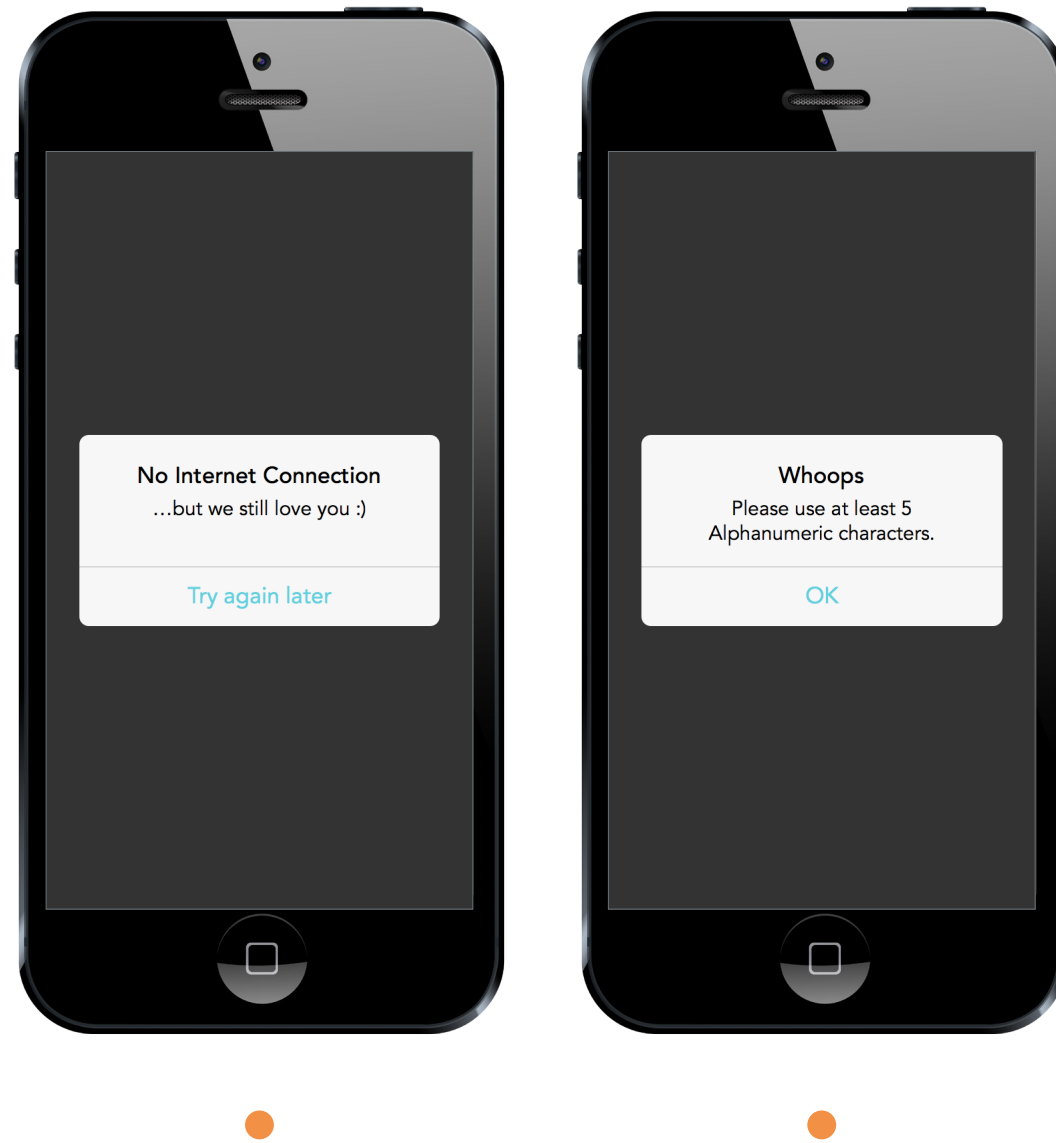 No Internet Connection
…but we still love you :)
Try again later
Whoops
Please use at least 5
Alphanumeric characters.
OK